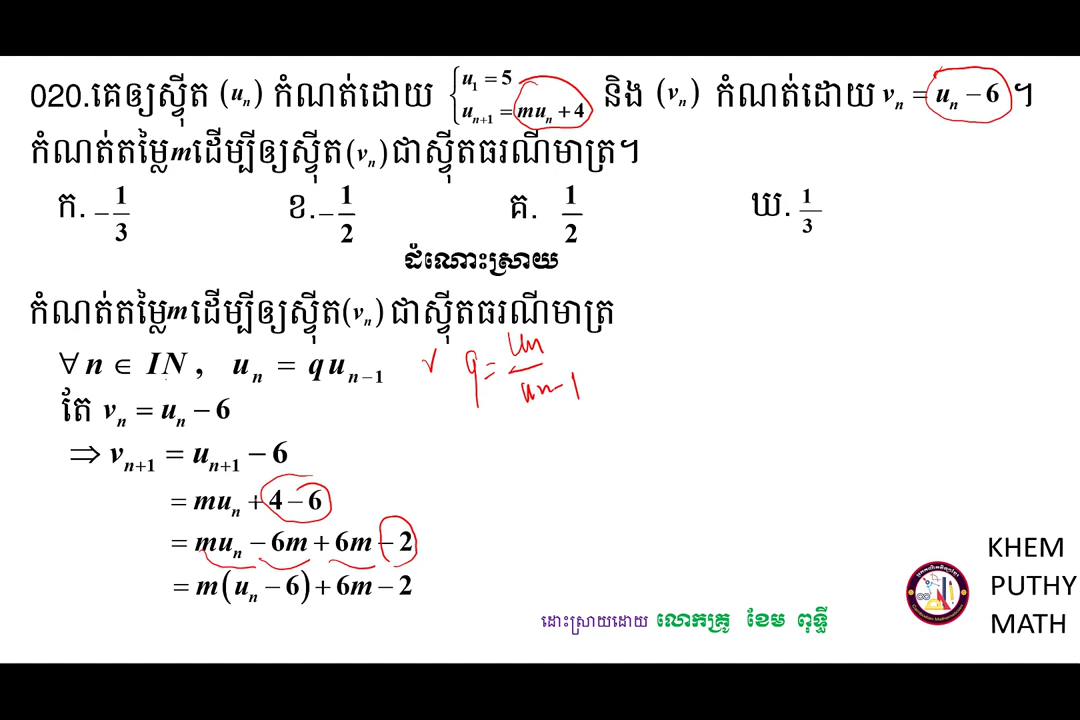 020.គេឲ្យស្វ៊ីត (uₙ) កំណត់ដោយ { u₁ = 5 uₙ₊₁ = muₙ + 4 និង (vₙ) កំណត់ដោយ vₙ = uₙ − 6 ។
កំណត់តម្លៃmដើម្បីឲ្យស្វ៊ីត(vₙ)ជាស្វ៊ីតធរណីមាត្រ។
ក. −1/3 ខ. −1/2 គ. 1/2 ឃ. 1/3
ដំណោះស្រាយ
កំណត់តម្លៃmដើម្បីឲ្យស្វ៊ីត(vₙ)ជាស្វ៊ីតធរណីមាត្រ
∀n ∈ IN , uₙ = quₙ₋₁ √ q = un/un−1
តែ vₙ = uₙ − 6
⇒ vₙ₊₁ = uₙ₊₁ − 6
= muₙ + 4 − 6
= muₙ − 6m + 6m − 2
= m(uₙ − 6) + 6m − 2
ដោះស្រាយដោយ លោកគ្រូ ខែម ពុទ្ធី
KHEM
PUTHY
MATH